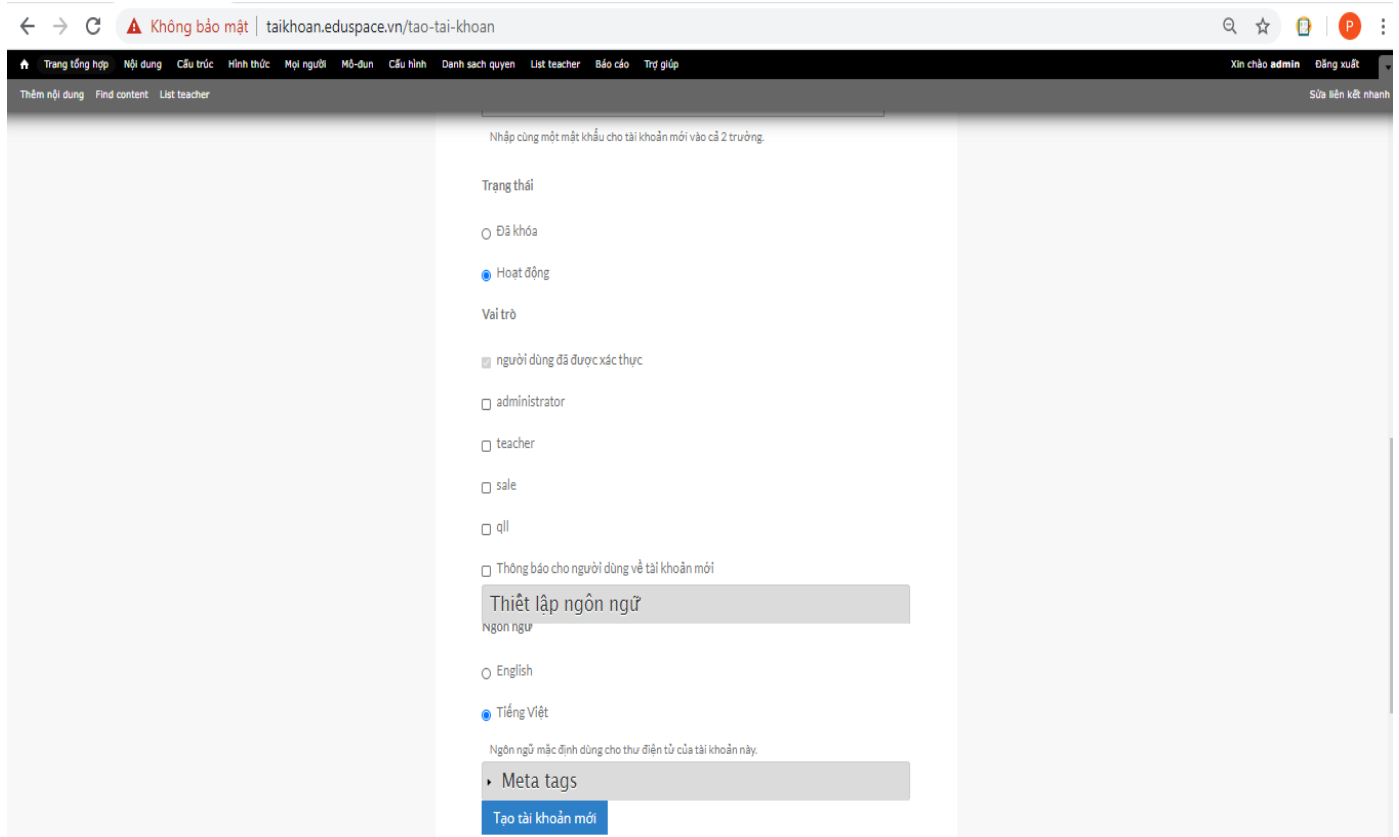 Không bảo mật | taikhoan.eduspace.vn/tao-tai-khoan P
Trang tổng hợp Nội dung Cấu trúc Hình thức Mọi người Mô-đun Cấu hình Danh sach quyen List teacher Báo cáo Trợ giúp Xin chào admin Đăng xuất
Thêm nội dung Find content List teacher Sửa liên kết nhanh
Nhập cùng một mật khẩu cho tài khoản mới vào cả 2 trường.
Trạng thái
Đã khóa
Hoạt động
Vai trò
người dùng đã được xác thực
administrator
teacher
sale
qll
Thông báo cho người dùng về tài khoản mới
Thiết lập ngôn ngữ
Ngôn ngữ
English
Tiếng Việt
Ngôn ngữ mặc định dùng cho thư điện tử của tài khoản này.
Meta tags
Tạo tài khoản mới